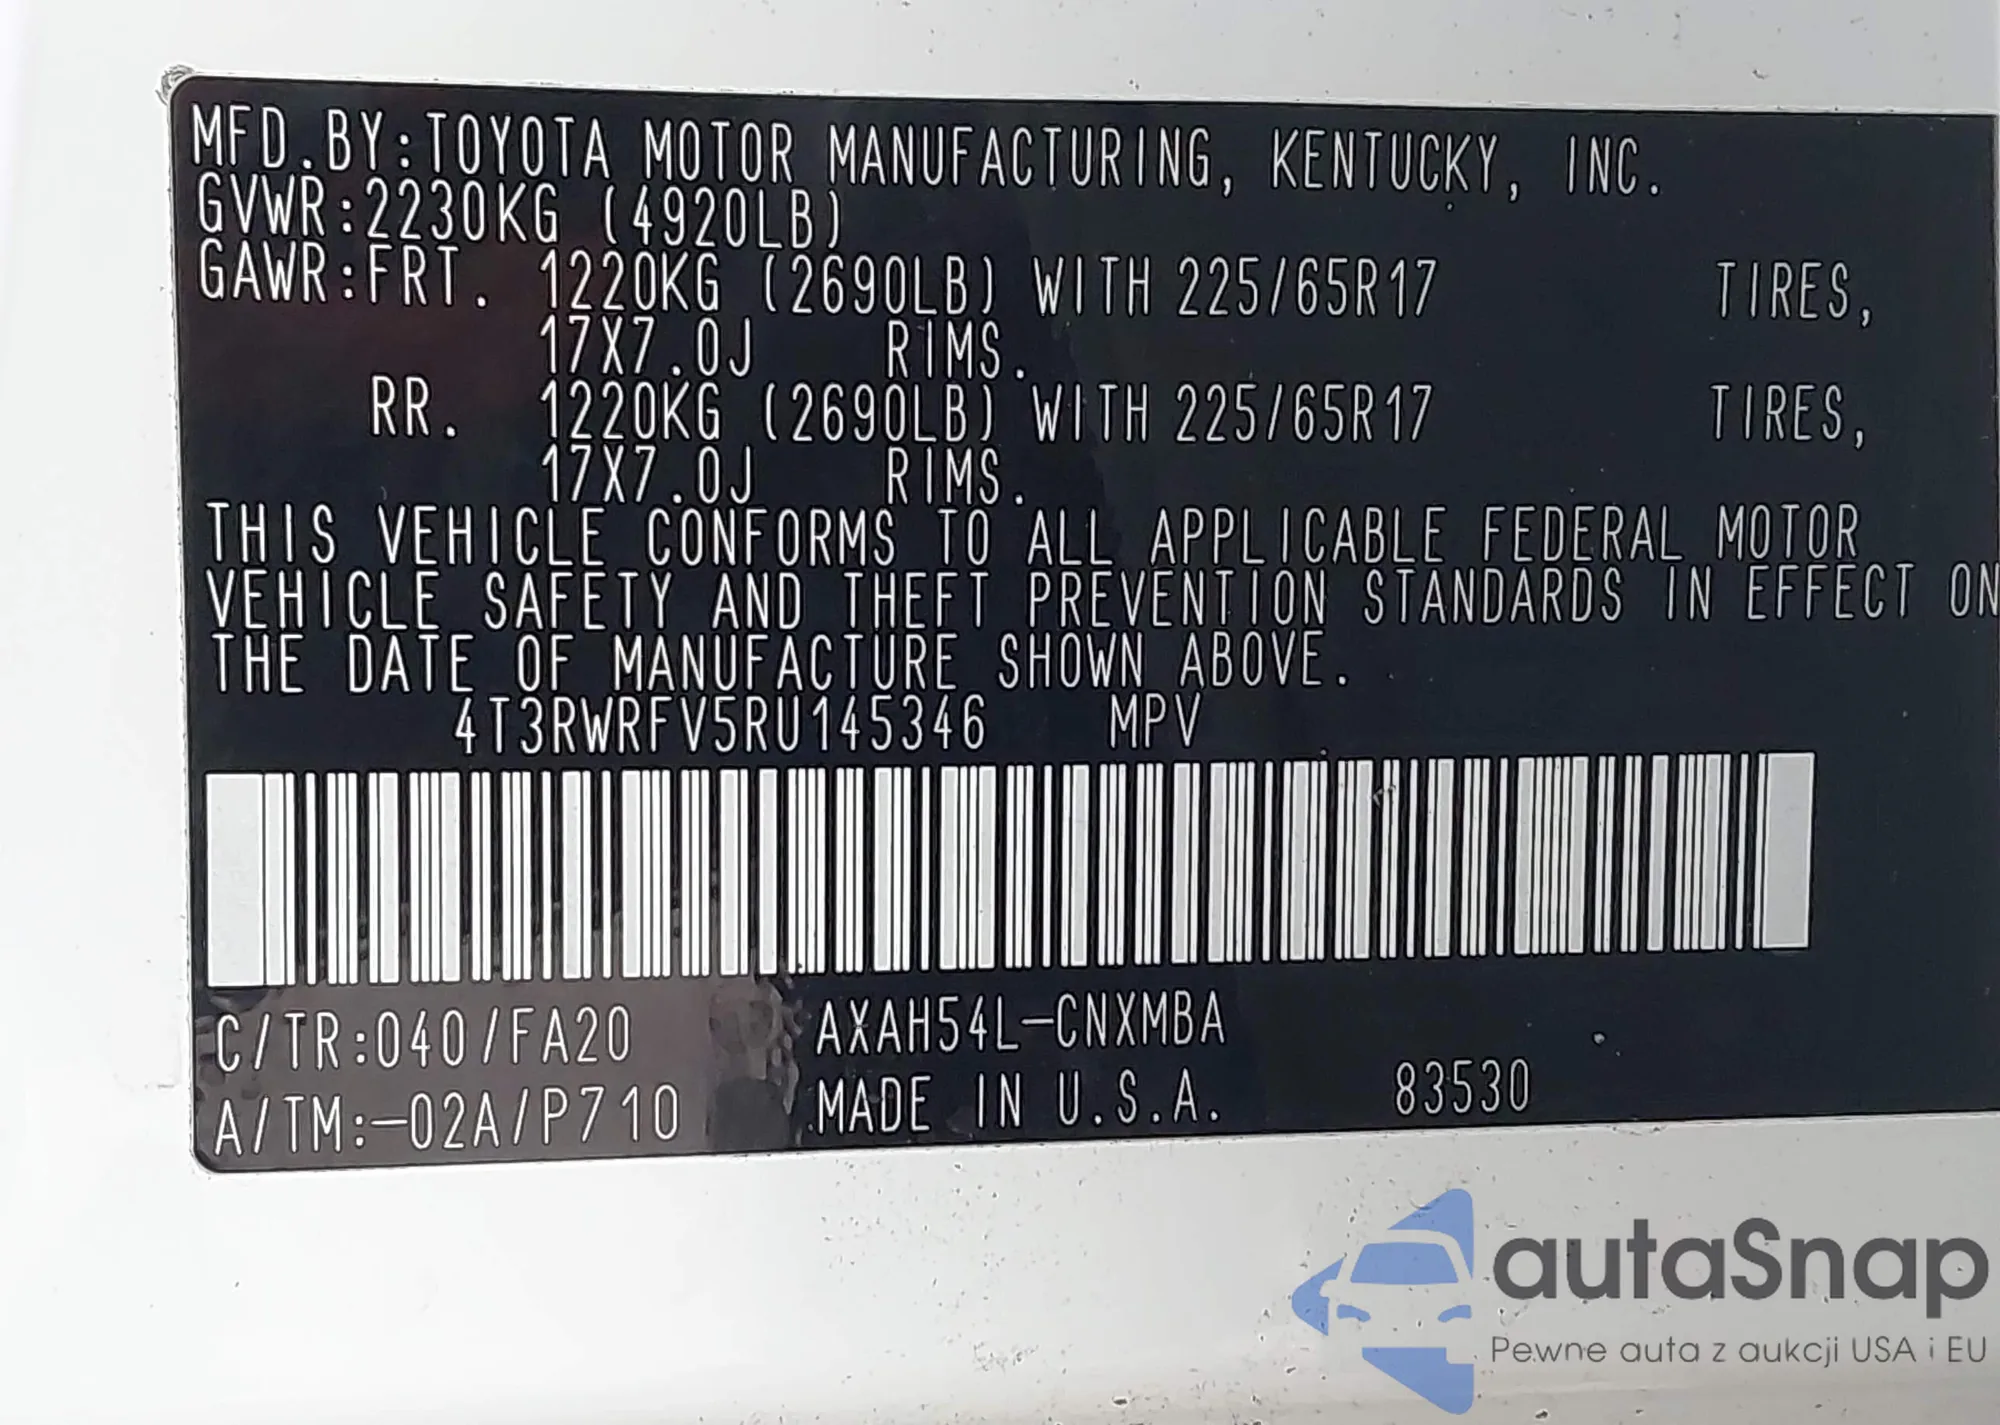 MFD.BY:TOYOTA MOTOR MANUFACTURING, KENTUCKY, INC.
GVWR:2230KG (4920LB)
GAWR:FRT. 1220KG (2690LB) WITH 225/65R17 TIRES,
17X7.0J RIMS.
RR. 1220KG (2690LB) WITH 225/65R17 TIRES,
17X7.0J RIMS.
THIS VEHICLE CONFORMS TO ALL APPLICABLE FEDERAL MOTOR
VEHICLE SAFETY AND THEFT PREVENTION STANDARDS IN EFFECT ON
THE DATE OF MANUFACTURE SHOWN ABOVE.
4T3RWRFV5RU145346 MPV
C/TR:040/FA20 AXAH54L-CNXMBA
A/TM:-02A/P710 MADE IN U.S.A. 83530
autaSnap
Pewne auta z aukcji USA i EU